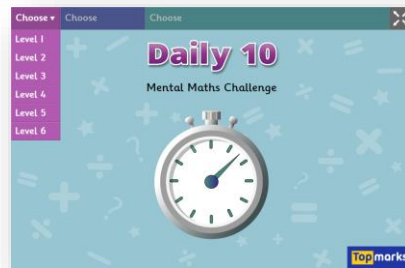 Choose ▾ Choose Choose
Level 1
Level 2
Level 3
Level 4
Level 5
Level 6
Daily 10
Mental Maths Challenge
Topmarks